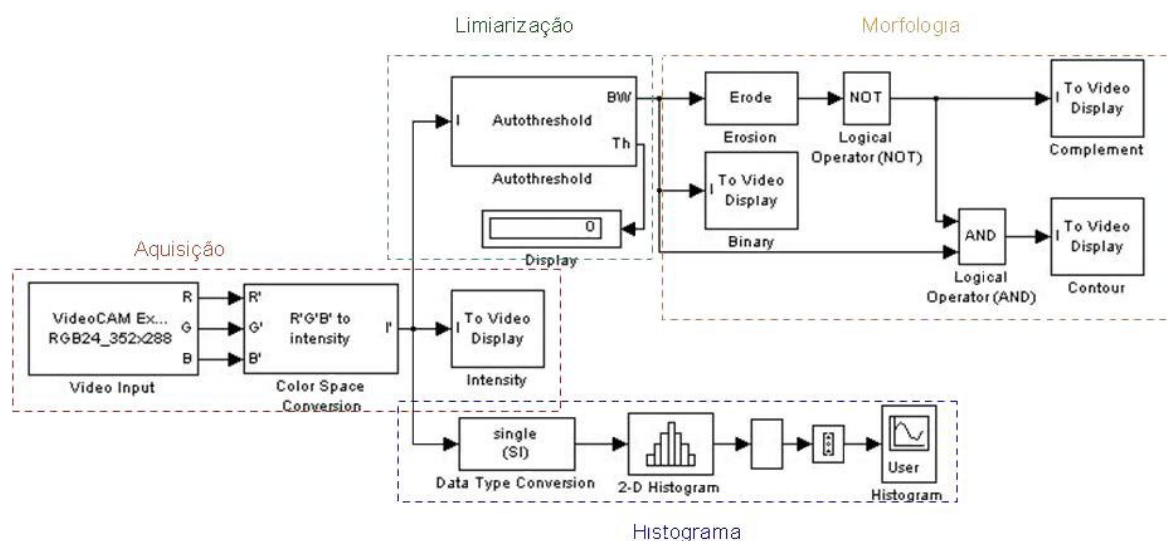 Limiarização
Morfologia
I
Autothreshold
BW
Th
Autothreshold
0
Display
Erode
Erosion
NOT
Logical
Operator (NOT)
I
To Video
Display
Complement
I
To Video
Display
Binary
AND
Logical
Operator (AND)
I
To Video
Display
Contour
Aquisição
VideoCAM Ex...
RGB24_352x288
R
G
B
Video Input
R'
G'
B'
R'G'B' to
intensity
I'
Color Space
Conversion
I
To Video
Display
Intensity
single
(SI)
Data Type Conversion
2-D Histogram
User
Histogram
Histograma